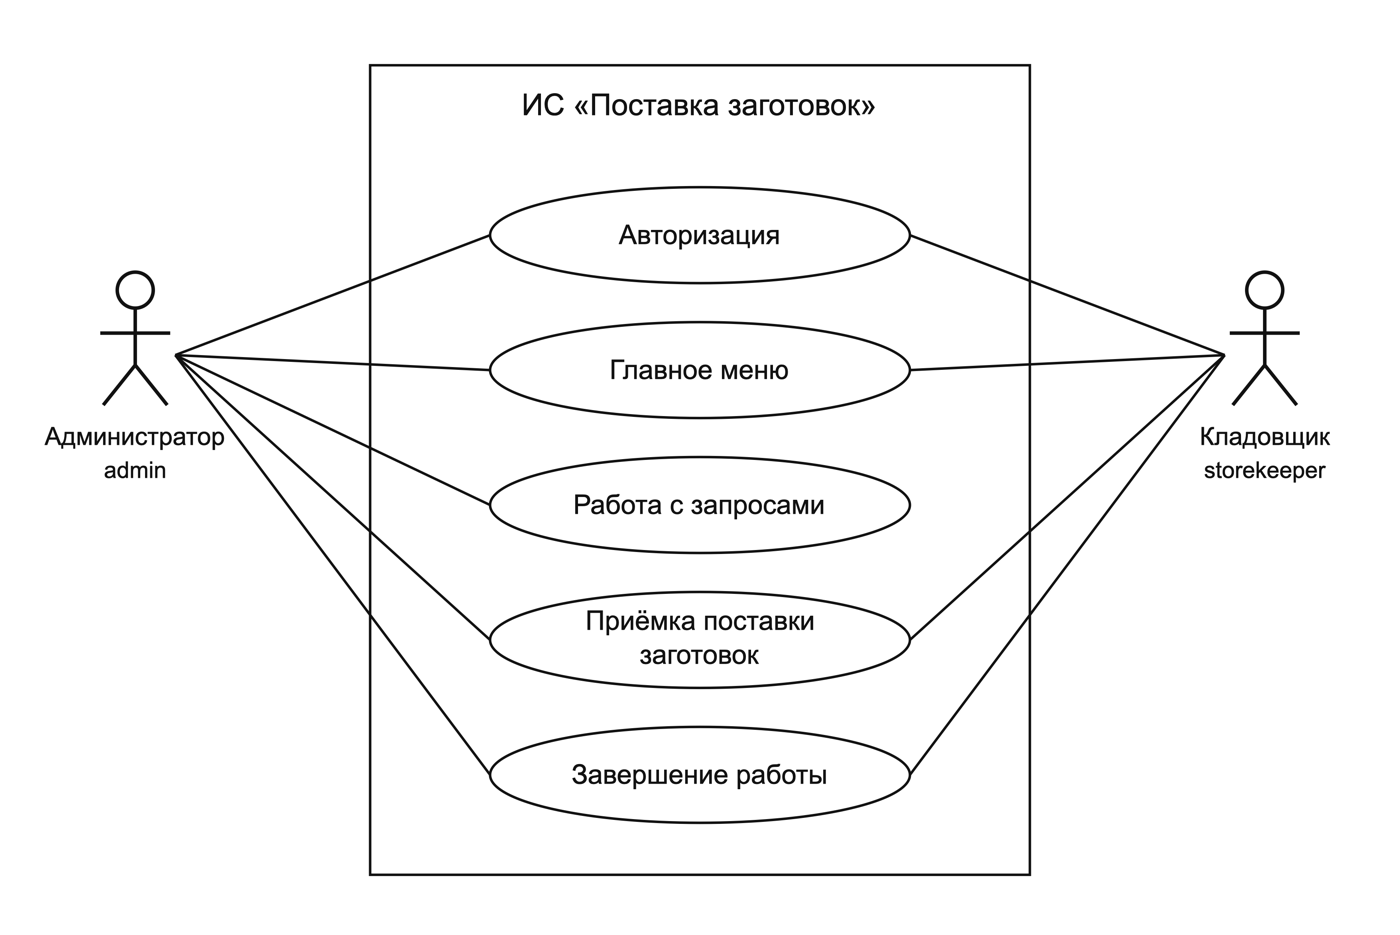 ИС «Поставка заготовок»
Авторизация
Главное меню
Администратор
admin
Кладовщик
storekeeper
Работа с запросами
Приёмка поставки
заготовок
Завершение работы